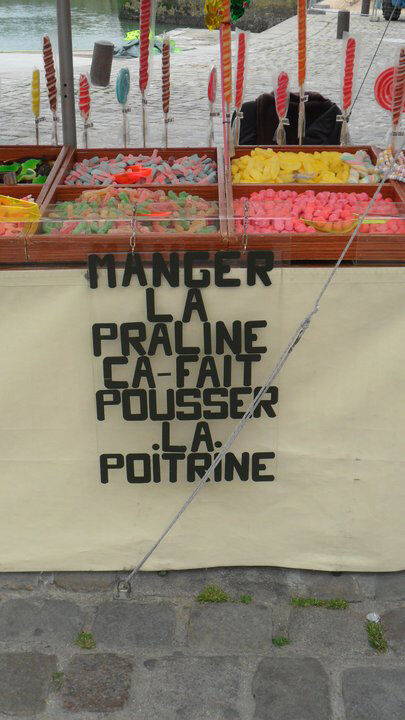 MANGER
LA
PRALINE
CA-FAIT
POUSSER
.LA.
POITRINE